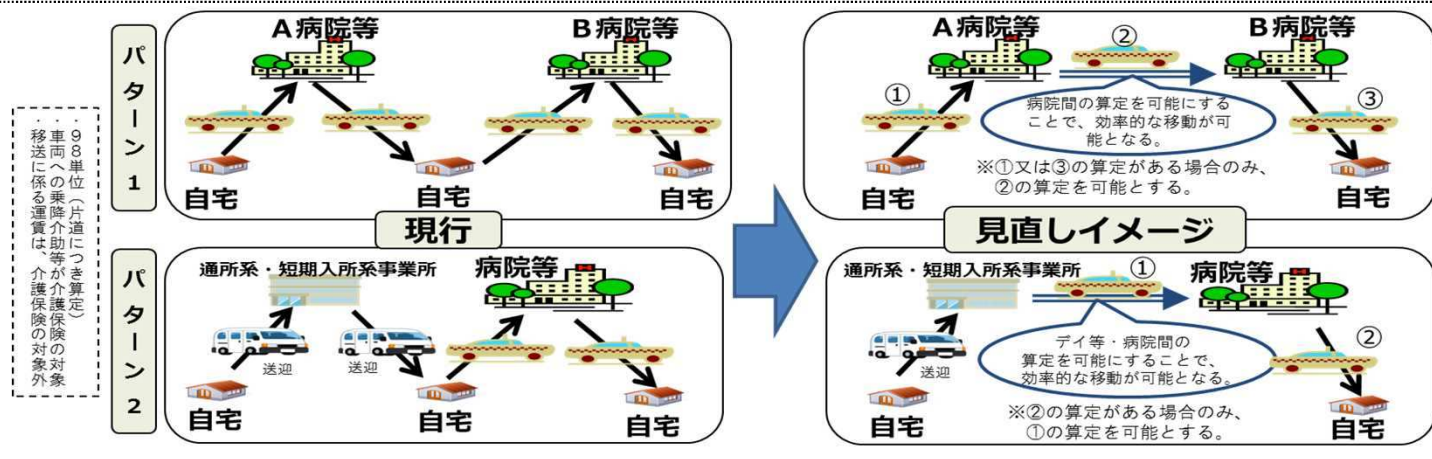 ・98単位（片道につき算定）
・車両への乗降介助等が介護保険の対象
・移送に係る運賃は、介護保険の対象外
パターン1
A病院等
B病院等
自宅
自宅
自宅
現行
パターン2
通所系・短期入所系事業所
病院等
送迎
送迎
自宅
自宅
自宅
A病院等
②
B病院等
①
病院間の算定を可能にする
ことで、効率的な移動が可
能となる。
③
※①又は③の算定がある場合のみ、
②の算定を可能とする。
自宅
自宅
見直しイメージ
通所系・短期入所系事業所
①
病院等
送迎
デイ等・病院間の
算定を可能にすることで、
効率的な移動が可能となる。
②
※②の算定がある場合のみ、
①の算定を可能とする。
自宅
自宅